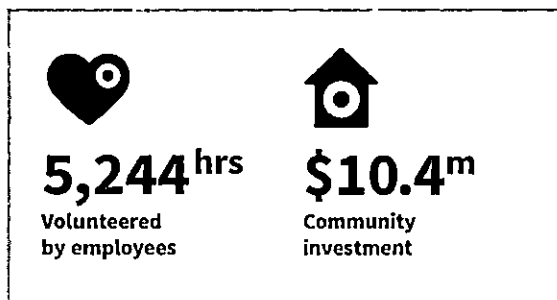 5,244hrs
Volunteered
by employees
$10.4m
Community
investment